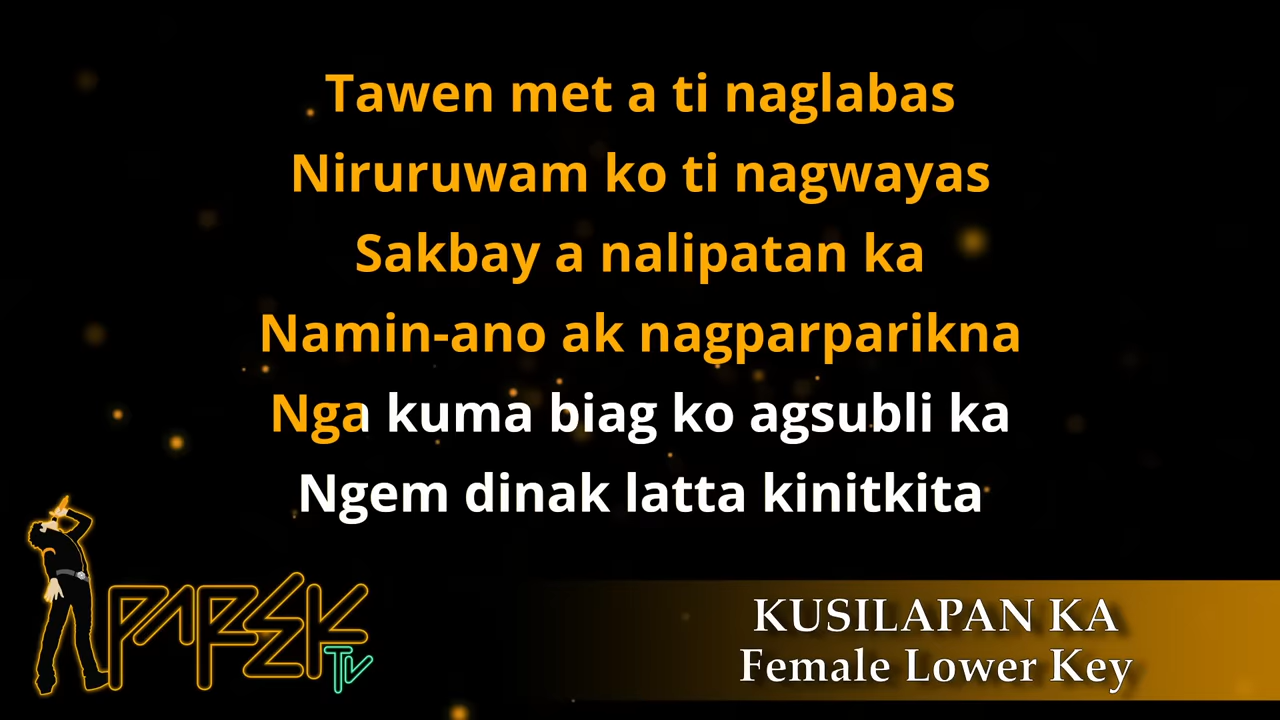 Tawen met a ti naglabas
Niruruwam ko ti nagwayas
Sakbay a nalipatan ka
Namin-ano ak nagparparikna
Nga kuma biag ko agsubli ka
Ngem dinak latta kinitkita
PAPEK
TV
KUSILAPAN KA
Female Lower Key